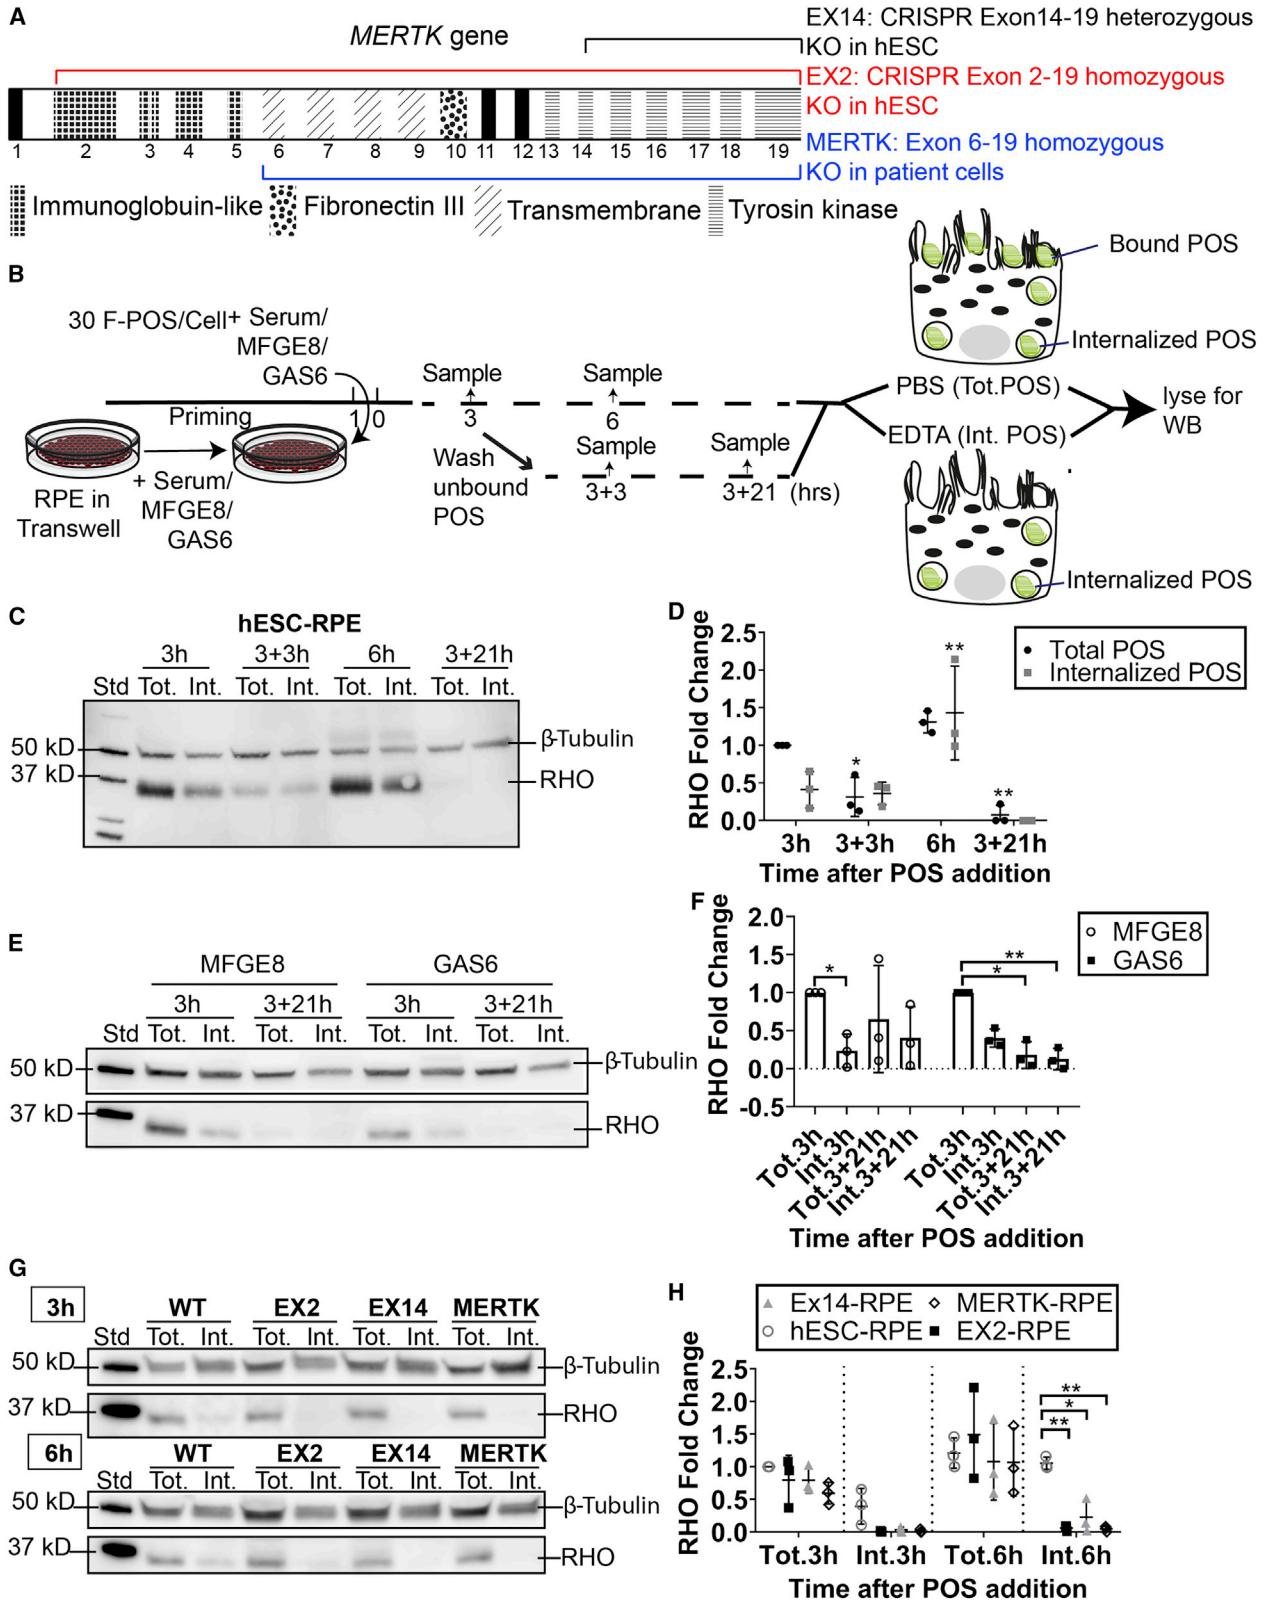 A
MERTK gene
EX14: CRISPR Exon14-19 heterozygous
KO in hESC
EX2: CRISPR Exon 2-19 homozygous
KO in hESC
MERTK: Exon 6-19 homozygous
KO in patient cells
1 2 3 4 5 6 7 8 9 10 11 12 13 14 15 16 17 18 19
Immunoglobuin-like
Fibronectin III
Transmembrane
Tyrosin kinase
B
30 F-POS/Cell
+ Serum/
MFGE8/
GAS6
Priming
1 0
RPE in
Transwell
+ Serum/
MFGE8/
GAS6
Sample
3
Sample
6
Wash
unbound
POS
Sample
3+3
Sample
3+21
(hrs)
PBS (Tot.POS)
EDTA (Int. POS)
Bound POS
Internalized POS
Internalized POS
lyse for
WB
C
hESC-RPE
3h 3+3h 6h 3+21h
Std Tot. Int. Tot. Int. Tot. Int. Tot. Int.
50 kD
37 kD
β-Tubulin
RHO
D
RHO Fold Change
2.5
2.0
1.5
1.0
0.5
0.0
** 
*
**
3h 3+3h 6h 3+21h
Time after POS addition
Total POS
Internalized POS
E
MFGE8 GAS6
3h 3+21h 3h 3+21h
Std Tot. Int. Tot. Int. Tot. Int. Tot. Int.
50 kD
β-Tubulin
37 kD
RHO
F
RHO Fold Change
2.0
1.5
1.0
0.5
0.0
-0.5
*
**
*
Tot.3h Int.3h Tot.3+21h Int.3+21h Tot.3h Int.3h Tot.3+21h Int.3+21h
Time after POS addition
MFGE8
GAS6
G
3h
WT EX2 EX14 MERTK
Std Tot. Int. Tot. Int. Tot. Int. Tot. Int.
50 kD
β-Tubulin
37 kD
RHO
6h
WT EX2 EX14 MERTK
Std Tot. Int. Tot. Int. Tot. Int. Tot. Int.
50 kD
β-Tubulin
37 kD
RHO
H
Ex14-RPE MERTK-RPE
hESC-RPE EX2-RPE
RHO Fold Change
2.5
2.0
1.5
1.0
0.5
0.0
**
*
**
Tot.3h Int.3h Tot.6h Int.6h
Time after POS addition